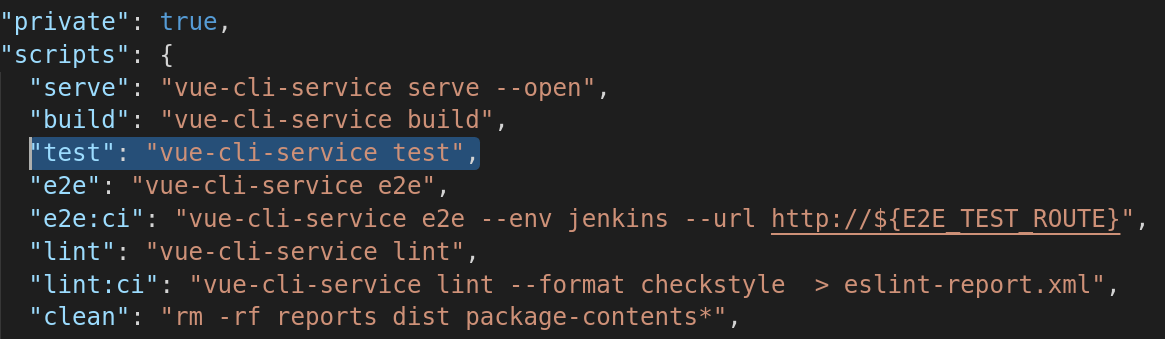 "private": true,
"scripts": {
"serve": "vue-cli-service serve --open",
"build": "vue-cli-service build",
"test": "vue-cli-service test",
"e2e": "vue-cli-service e2e",
"e2e:ci": "vue-cli-service e2e --env jenkins --url http://${E2E_TEST_ROUTE}",
"lint": "vue-cli-service lint",
"lint:ci": "vue-cli-service lint --format checkstyle  > eslint-report.xml",
"clean": "rm -rf reports dist package-contents*",